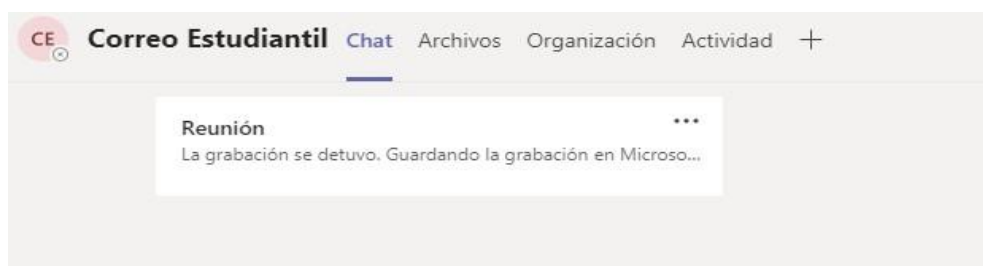 CE Correo Estudiantil Chat Archivos Organización Actividad +
Reunión ...
La grabación se detuvo. Guardando la grabación en Microso...